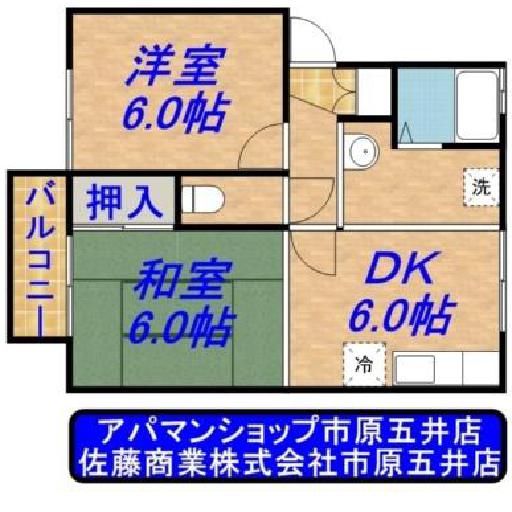 洋室
6.0帖
洗
バルコニー
押入
和室
6.0帖
DK
6.0帖
冷
アパマンショップ市原五井店
佐藤商業株式会社市原五井店